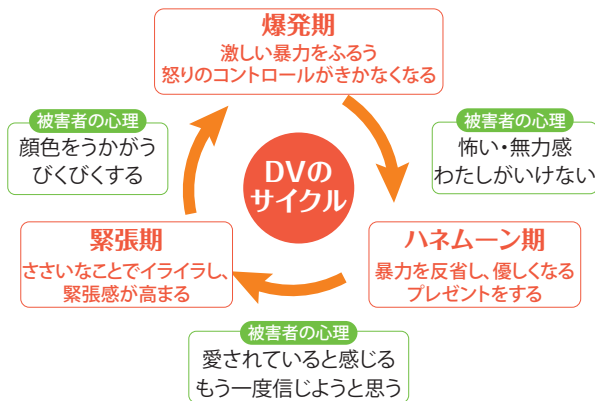 爆発期
激しい暴力をふるう
怒りのコントロールがきかなくなる
被害者の心理
顔色をうかがう
びくびくする
被害者の心理
怖い・無力感
わたしがいけない
DVの
サイクル
緊張期
ささいなことでイライラし、
緊張感が高まる
ハネムーン期
暴力を反省し、優しくなる
プレゼントをする
被害者の心理
愛されていると感じる
もう一度信じようと思う